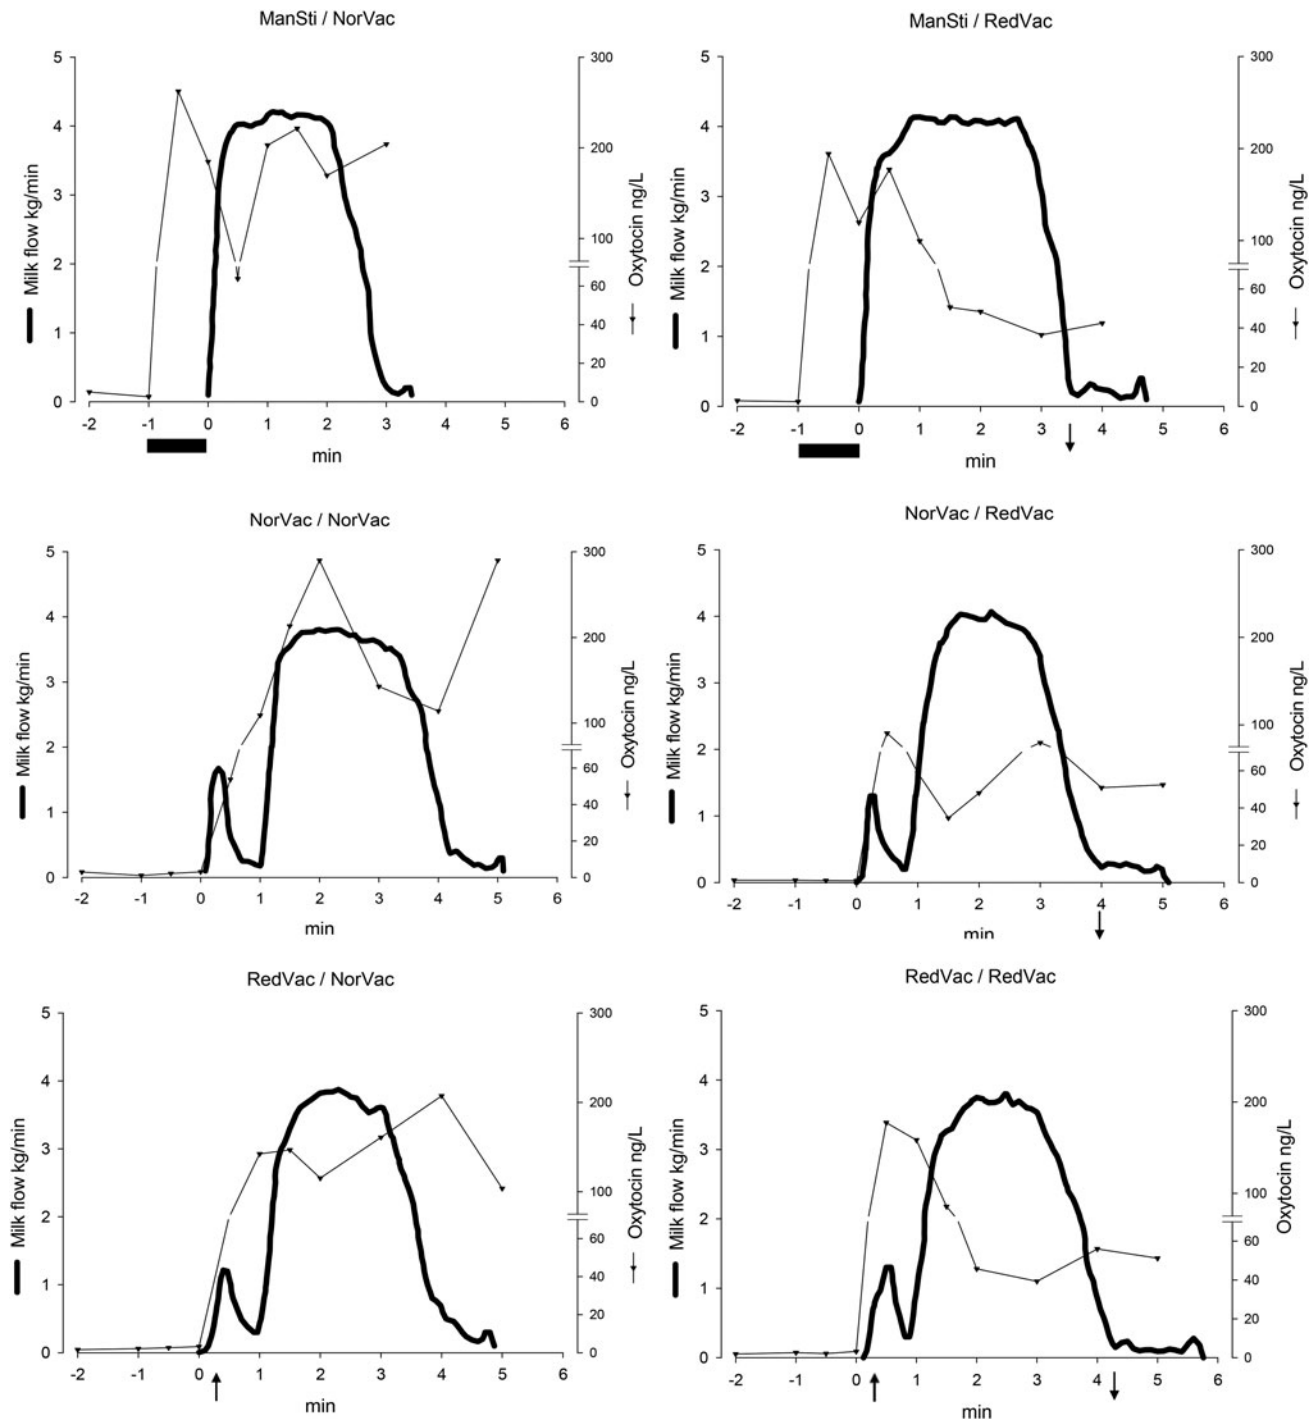 ManSti / NorVac
5
4
3
2
1
0
Milk flow kg/min
300
200
100
60
40
20
0
Oxytocin ng/L
-2 -1 0 1 2 3 4 5 6
min
ManSti / RedVac
5
4
3
2
1
0
Milk flow kg/min
300
200
100
60
40
20
0
Oxytocin ng/L
-2 -1 0 1 2 3 4 5 6
min
NorVac / NorVac
5
4
3
2
1
0
Milk flow kg/min
300
200
100
60
40
20
0
Oxytocin ng/L
-2 -1 0 1 2 3 4 5 6
min
NorVac / RedVac
5
4
3
2
1
0
Milk flow kg/min
300
200
100
60
40
20
0
Oxytocin ng/L
-2 -1 0 1 2 3 4 5 6
min
RedVac / NorVac
5
4
3
2
1
0
Milk flow kg/min
300
200
100
60
40
20
0
Oxytocin ng/L
-2 -1 0 1 2 3 4 5 6
min
RedVac / RedVac
5
4
3
2
1
0
Milk flow kg/min
300
200
100
60
40
20
0
Oxytocin ng/L
-2 -1 0 1 2 3 4 5 6
min